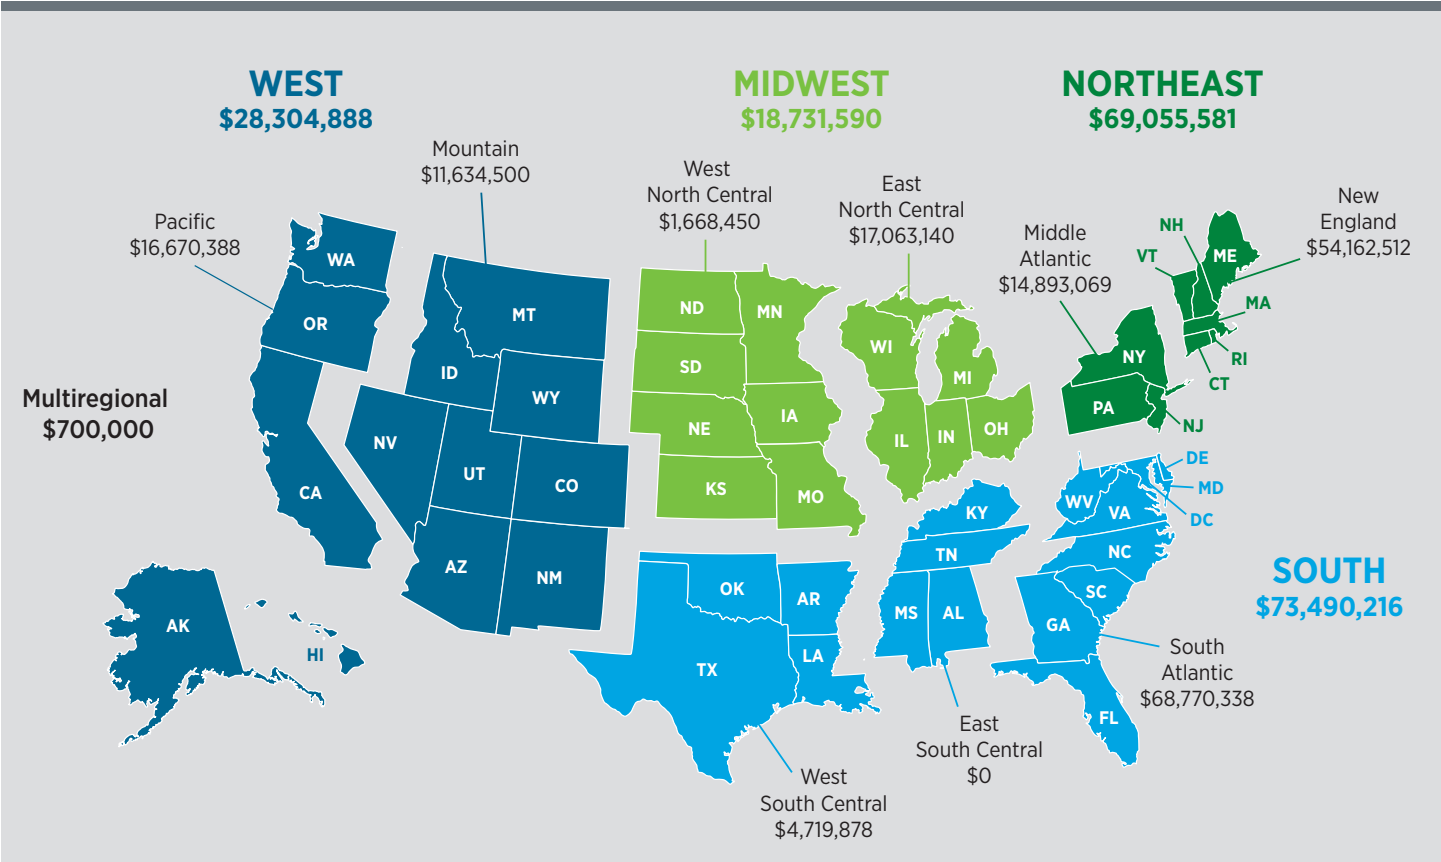 WEST
$28,304,888
MIDWEST
$18,731,590
NORTHEAST
$69,055,581
Mountain
$11,634,500
Pacific
$16,670,388
West
North Central
$1,668,450
East
North Central
$17,063,140
Middle
Atlantic
$14,893,069
New
England
$54,162,512
Multiregional
$700,000
WA
OR
CA
NV
ID
MT
WY
UT
CO
AZ
NM
AK
HI
ND
SD
NE
KS
MN
IA
MO
WI
MI
IL
IN
OH
NH
VT
ME
MA
RI
CT
NY
PA
NJ
DE
MD
DC
WV
VA
NC
SC
GA
FL
KY
TN
MS
AL
OK
AR
TX
LA
SOUTH
$73,490,216
South
Atlantic
$68,770,338
East
South Central
$0
West
South Central
$4,719,878